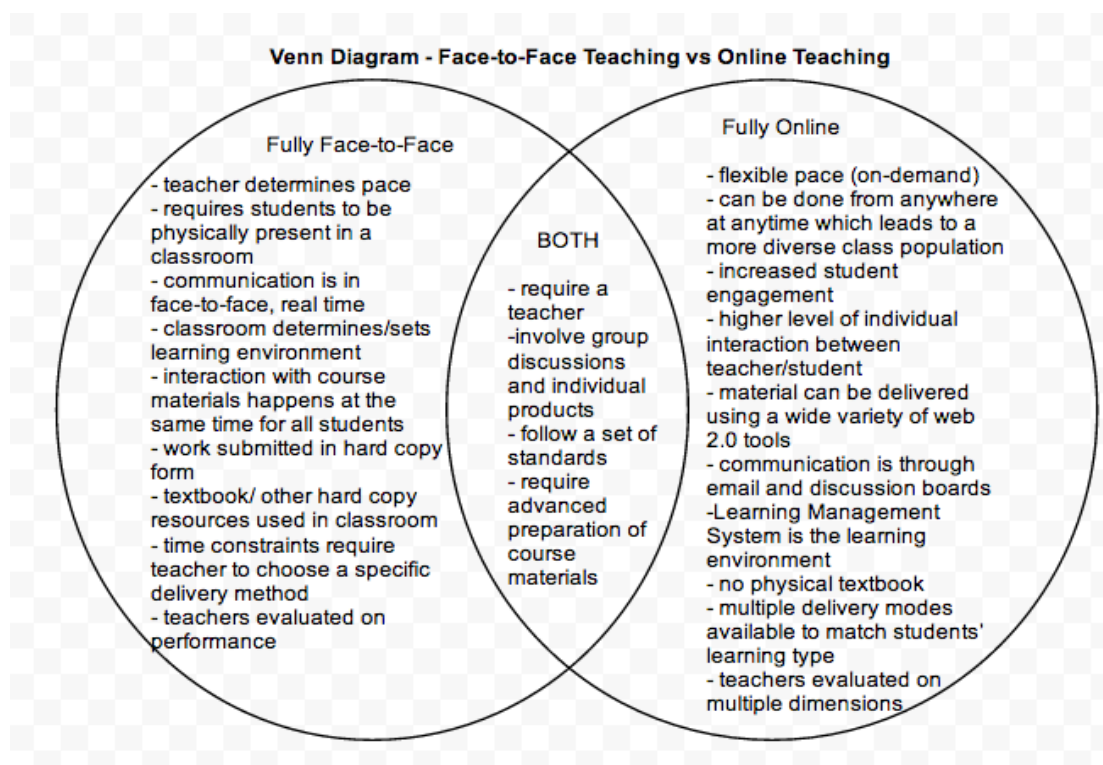 Venn Diagram - Face-to-Face Teaching vs Online Teaching
Fully Face-to-Face
- teacher determines pace
- requires students to be
physically present in a
classroom
- communication is in
face-to-face, real time
- classroom determines/sets
learning environment
- interaction with course
materials happens at the
same time for all students
- work submitted in hard copy
form
- textbook/ other hard copy
resources used in classroom
- time constraints require
teacher to choose a specific
delivery method
- teachers evaluated on
performance
BOTH
- require a
teacher
-involve group
discussions
and individual
products
- follow a set of
standards
- require
advanced
preparation of
course
materials
Fully Online
- flexible pace (on-demand)
- can be done from anywhere
at anytime which leads to a
more diverse class population
- increased student
engagement
- higher level of individual
interaction between
teacher/student
- material can be delivered
using a wide variety of web
2.0 tools
- communication is through
email and discussion boards
-Learning Management
System is the learning
environment
- no physical textbook
- multiple delivery modes
available to match students'
learning type
- teachers evaluated on
multiple dimensions